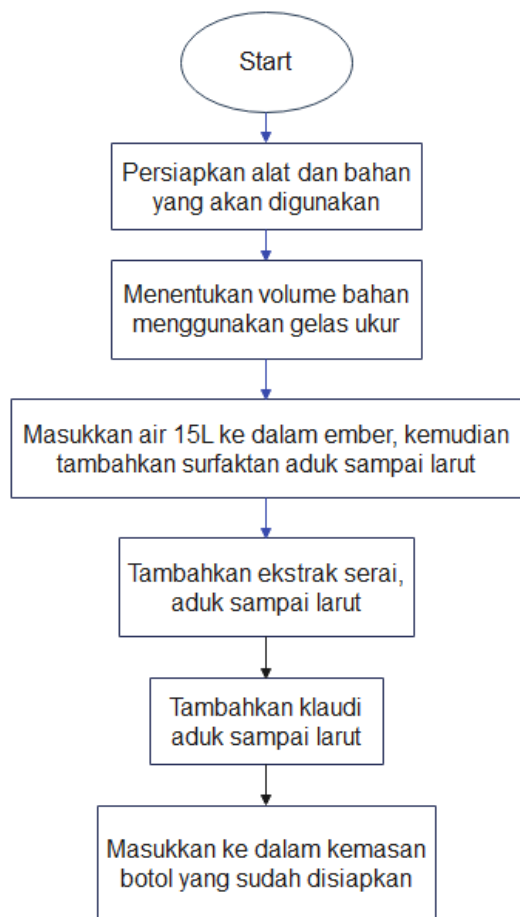 Start
Persiapkan alat dan bahan
yang akan digunakan
Menentukan volume bahan
menggunakan gelas ukur
Masukkan air 15L ke dalam ember, kemudian
tambahkan surfaktan aduk sampai larut
Tambahkan ekstrak serai,
aduk sampai larut
Tambahkan klaudi
aduk sampai larut
Masukkan ke dalam kemasan
botol yang sudah disiapkan